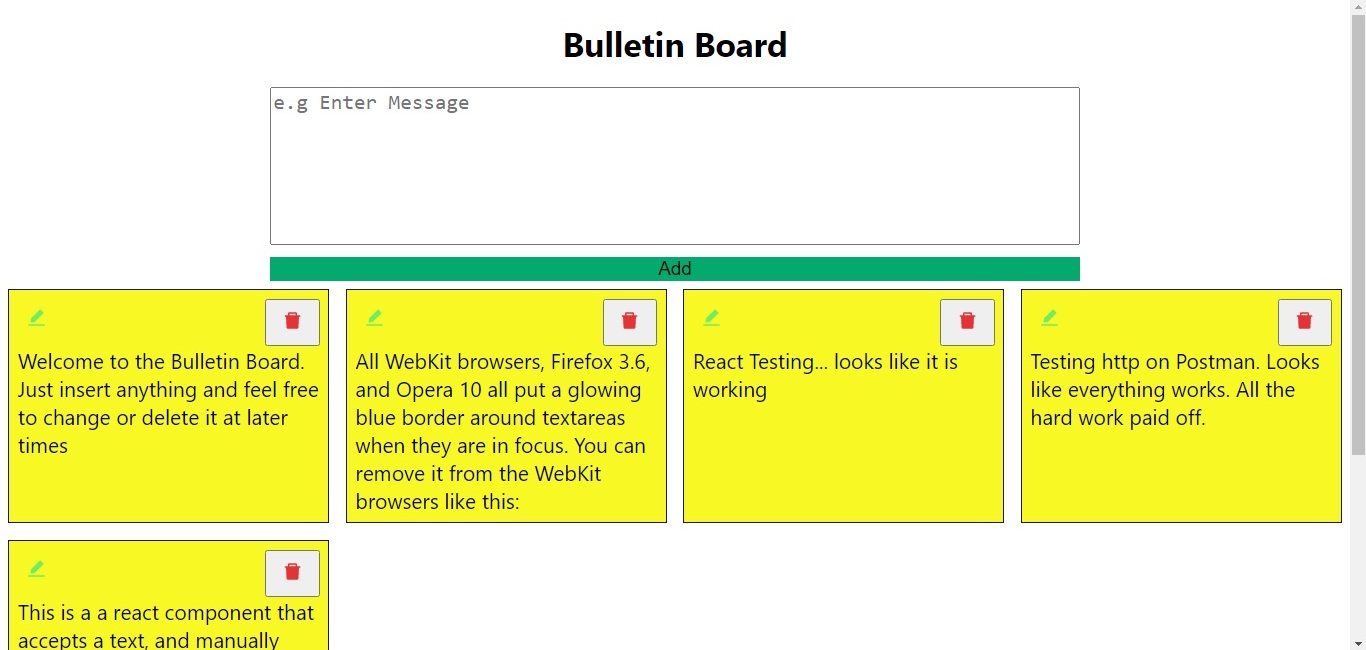 Bulletin Board
e.g Enter Message
Add
Welcome to the Bulletin Board.
Just insert anything and feel free
to change or delete it at later
times
All WebKit browsers, Firefox 3.6,
and Opera 10 all put a glowing
blue border around textareas
when they are in focus. You can
remove it from the WebKit
browsers like this:
React Testing... looks like it is
working
Testing http on Postman. Looks
like everything works. All the
hard work paid off.
This is a a react component that
accepts a text, and manually